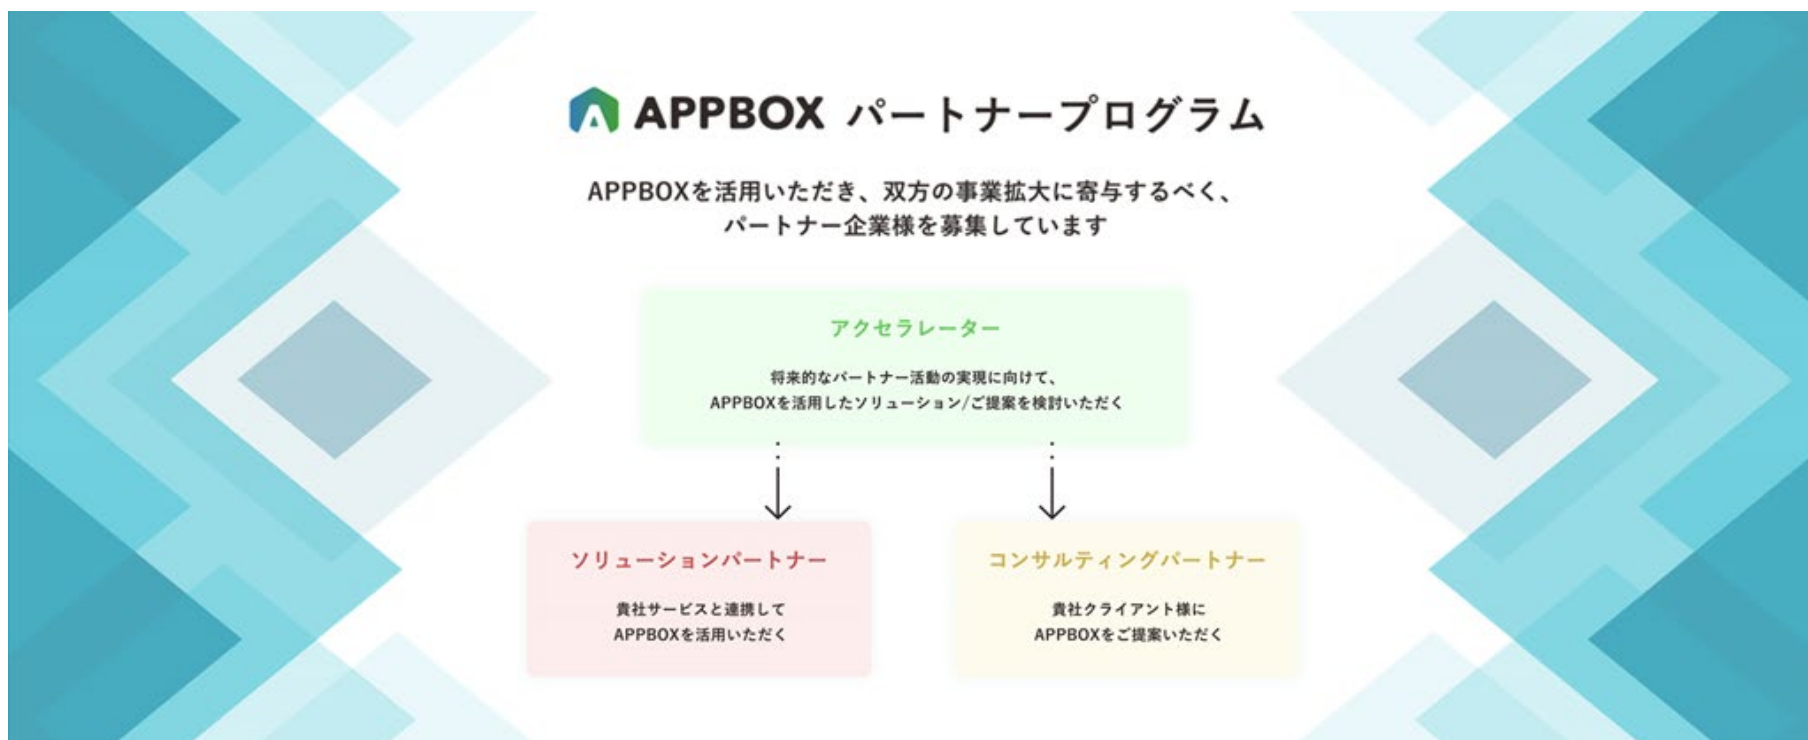 APPBOX パートナープログラム
APPBOXを活用いただき、双方の事業拡大に寄与するべく、
パートナー企業様を募集しています
アクセラレーター
将来的なパートナー活動の実現に向けて、
APPBOXを活用したソリューション/ご提案を検討いただく
ソリューションパートナー
貴社サービスと連携して
APPBOXを活用いただく
コンサルティングパートナー
貴社クライアント様に
APPBOXをご提案いただく